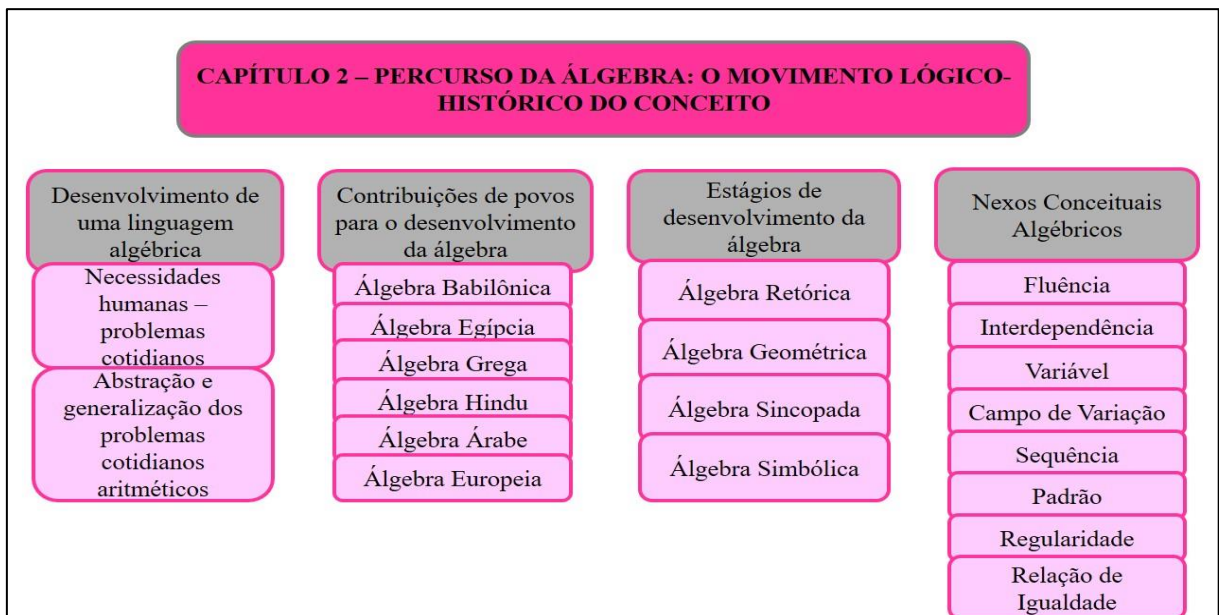 CAPÍTULO 2 – PERCURSO DA ÁLGEBRA: O MOVIMENTO LÓGICO-
HISTÓRICO DO CONCEITO
Desenvolvimento de
uma linguagem
algébrica
Necessidades
humanas –
problemas
cotidianos
Abstração e
generalização dos
problemas
cotidianos
aritméticos
Contribuições de povos
para o desenvolvimento
da álgebra
Álgebra Babilônica
Álgebra Egípcia
Álgebra Grega
Álgebra Hindu
Álgebra Árabe
Álgebra Europeia
Estágios de
desenvolvimento da
álgebra
Álgebra Retórica
Álgebra Geométrica
Álgebra Sincopada
Álgebra Simbólica
Nexos Conceituais
Algébricos
Fluência
Interdependência
Variável
Campo de Variação
Sequência
Padrão
Regularidade
Relação de
Igualdade